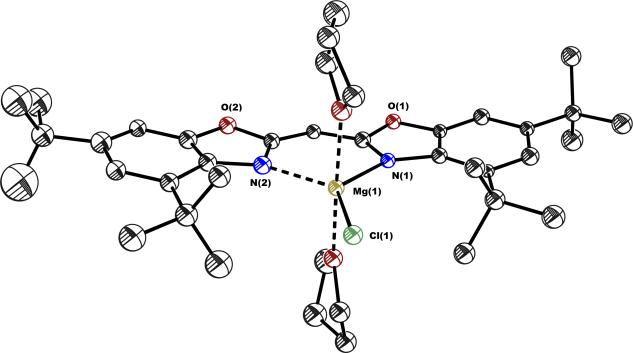 O(2)
O(1)
N(2)
Mg(1)
N(1)
Cl(1)